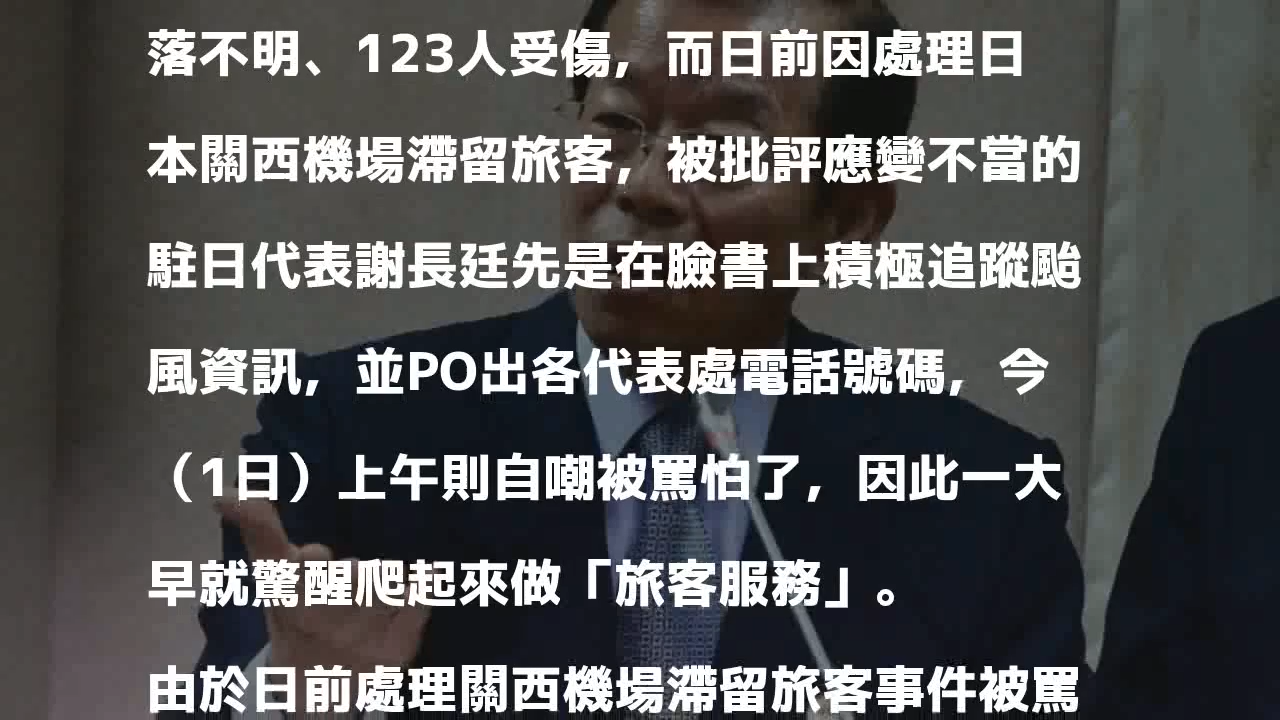 落不明、123人受傷，而日前因處理日
本關西機場滯留旅客，被批評應變不當的
駐日代表謝長廷先是在臉書上積極追蹤颱
風資訊，並PO出各代表處電話號碼，今
（1日）上午則自嘲被罵怕了，因此一大
早就驚醒爬起來做「旅客服務」。
由於日前處理關西機場滯留旅客事件被罵